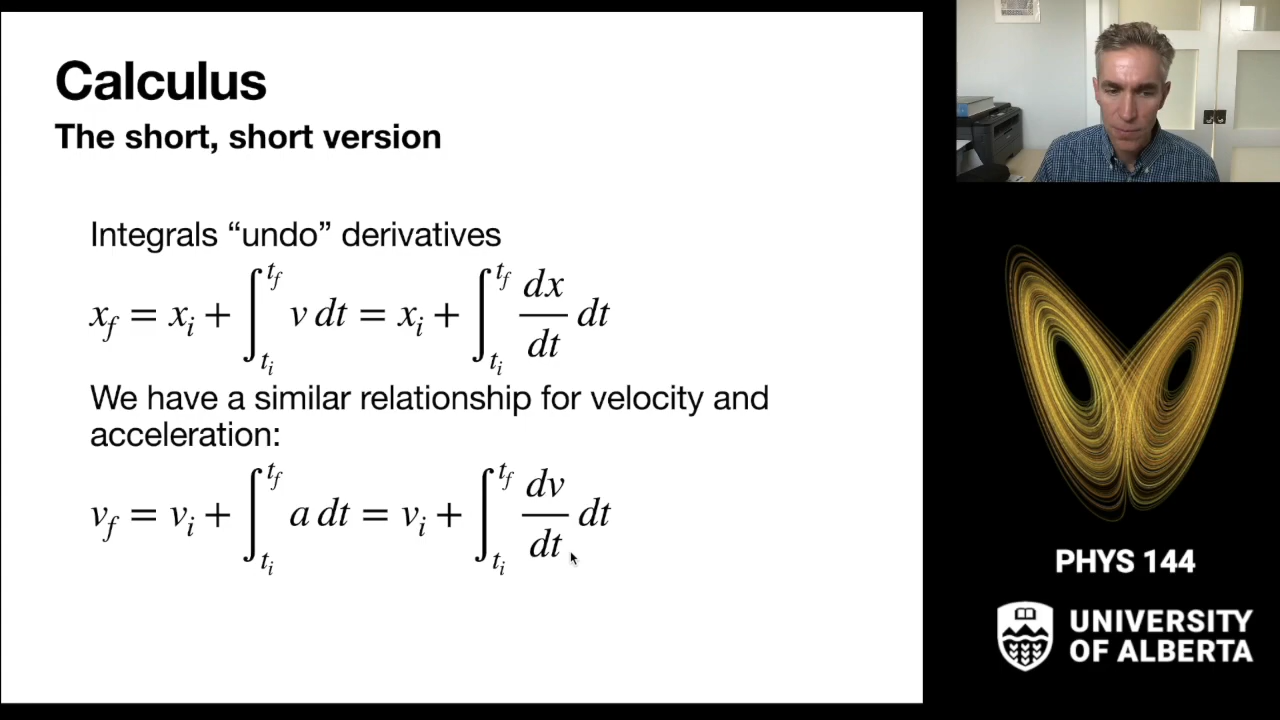 Calculus
The short, short version
Integrals “undo” derivatives
x_f = x_i + ∫_{t_i}^{t_f} v dt = x_i + ∫_{t_i}^{t_f} \frac{dx}{dt} dt
We have a similar relationship for velocity and
acceleration:
v_f = v_i + ∫_{t_i}^{t_f} a dt = v_i + ∫_{t_i}^{t_f} \frac{dv}{dt} dt
PHYS 144
UNIVERSITY
OF ALBERTA